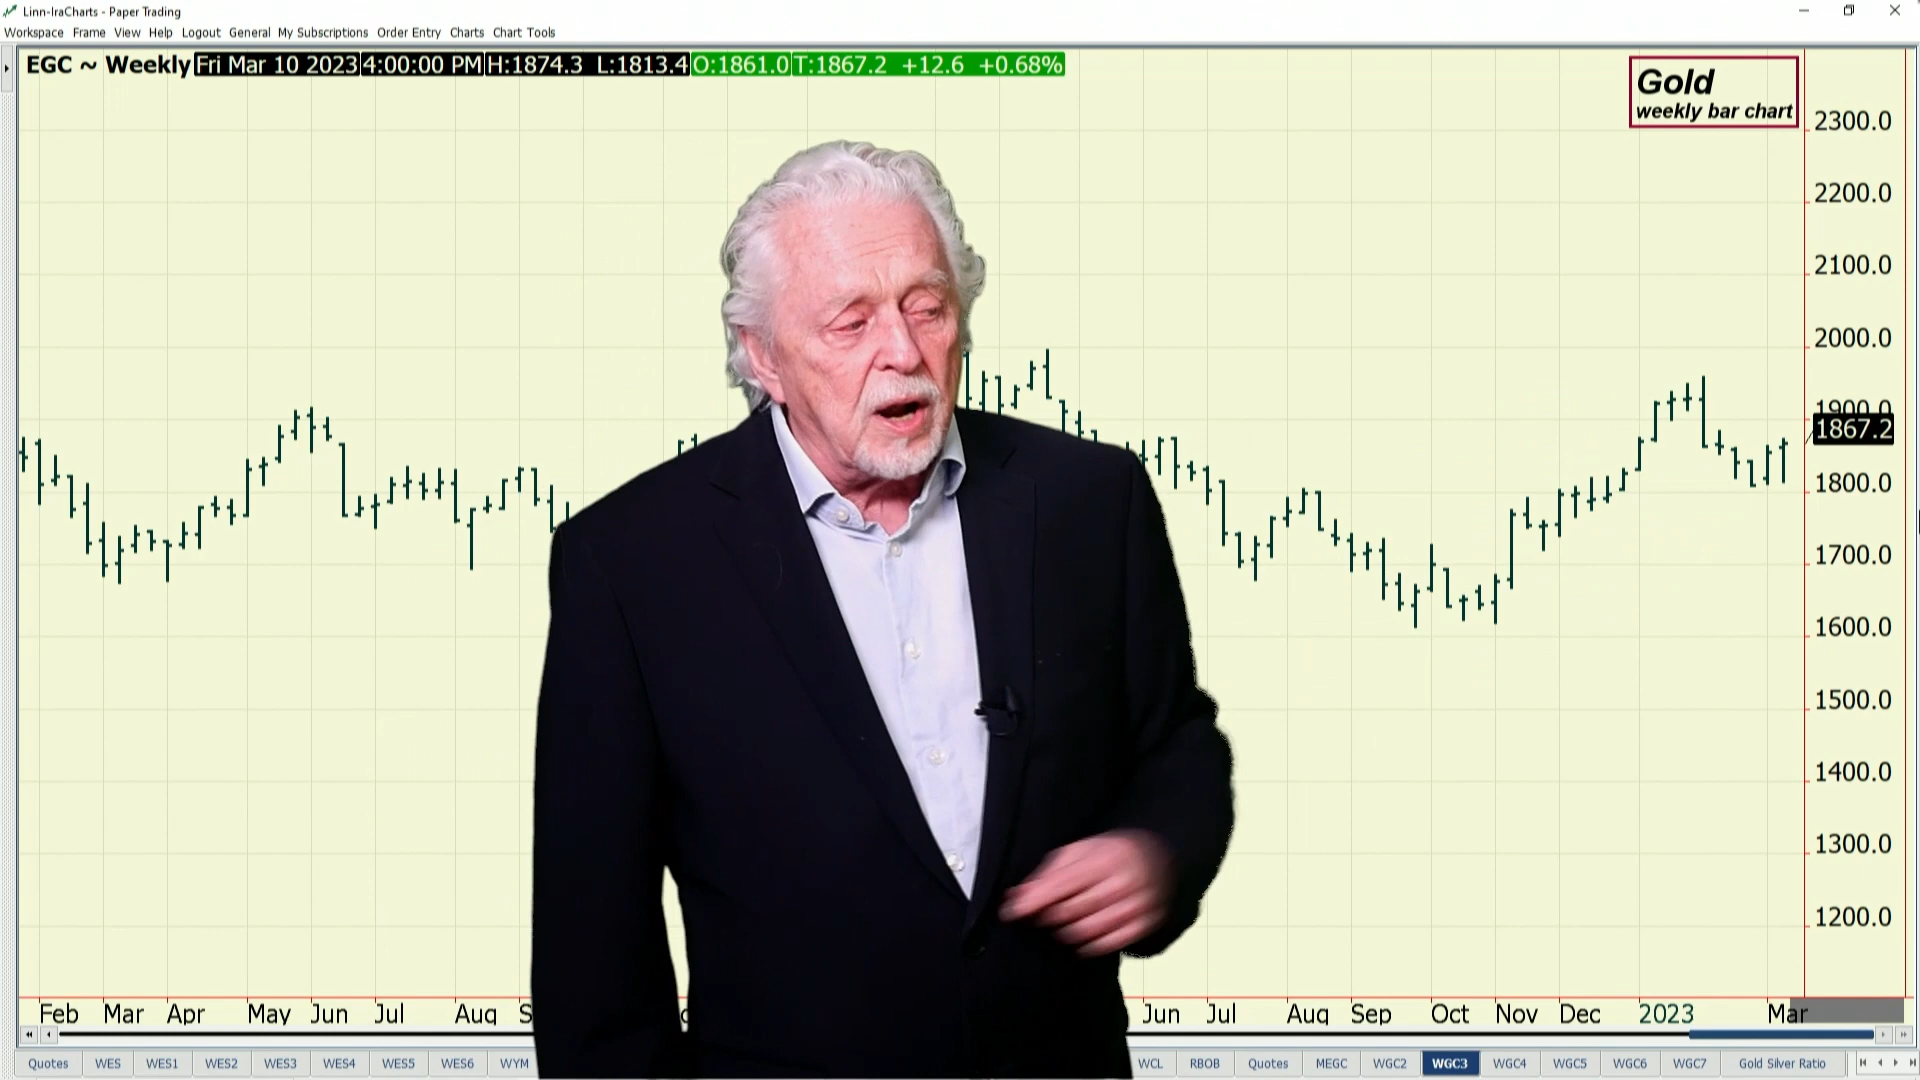 Linn-IraCharts - Paper Trading
Workspace Frame View Help Logout General My Subscriptions Order Entry Charts Chart Tools
EGC ~ Weekly Fri Mar 10 2023 4:00:00 PM H:1874.3 L:1813.4 O:1861.0 T:1867.2 +12.6 +0.68%
Gold
weekly bar chart
2300.0
2200.0
2100.0
2000.0
1900.0
1867.2
1800.0
1700.0
1600.0
1500.0
1400.0
1300.0
1200.0
Feb Mar Apr May Jun Jul Aug Jun Jul Aug Sep Oct Nov Dec 2023 Mar
Quotes WES WES1 WES2 WES3 WES4 WES5 WES6 WYM WCL RBOB Quotes MEGC WGC2 WGC3 WGC4 WGC5 WGC6 WGC7 Gold Silver Ratio